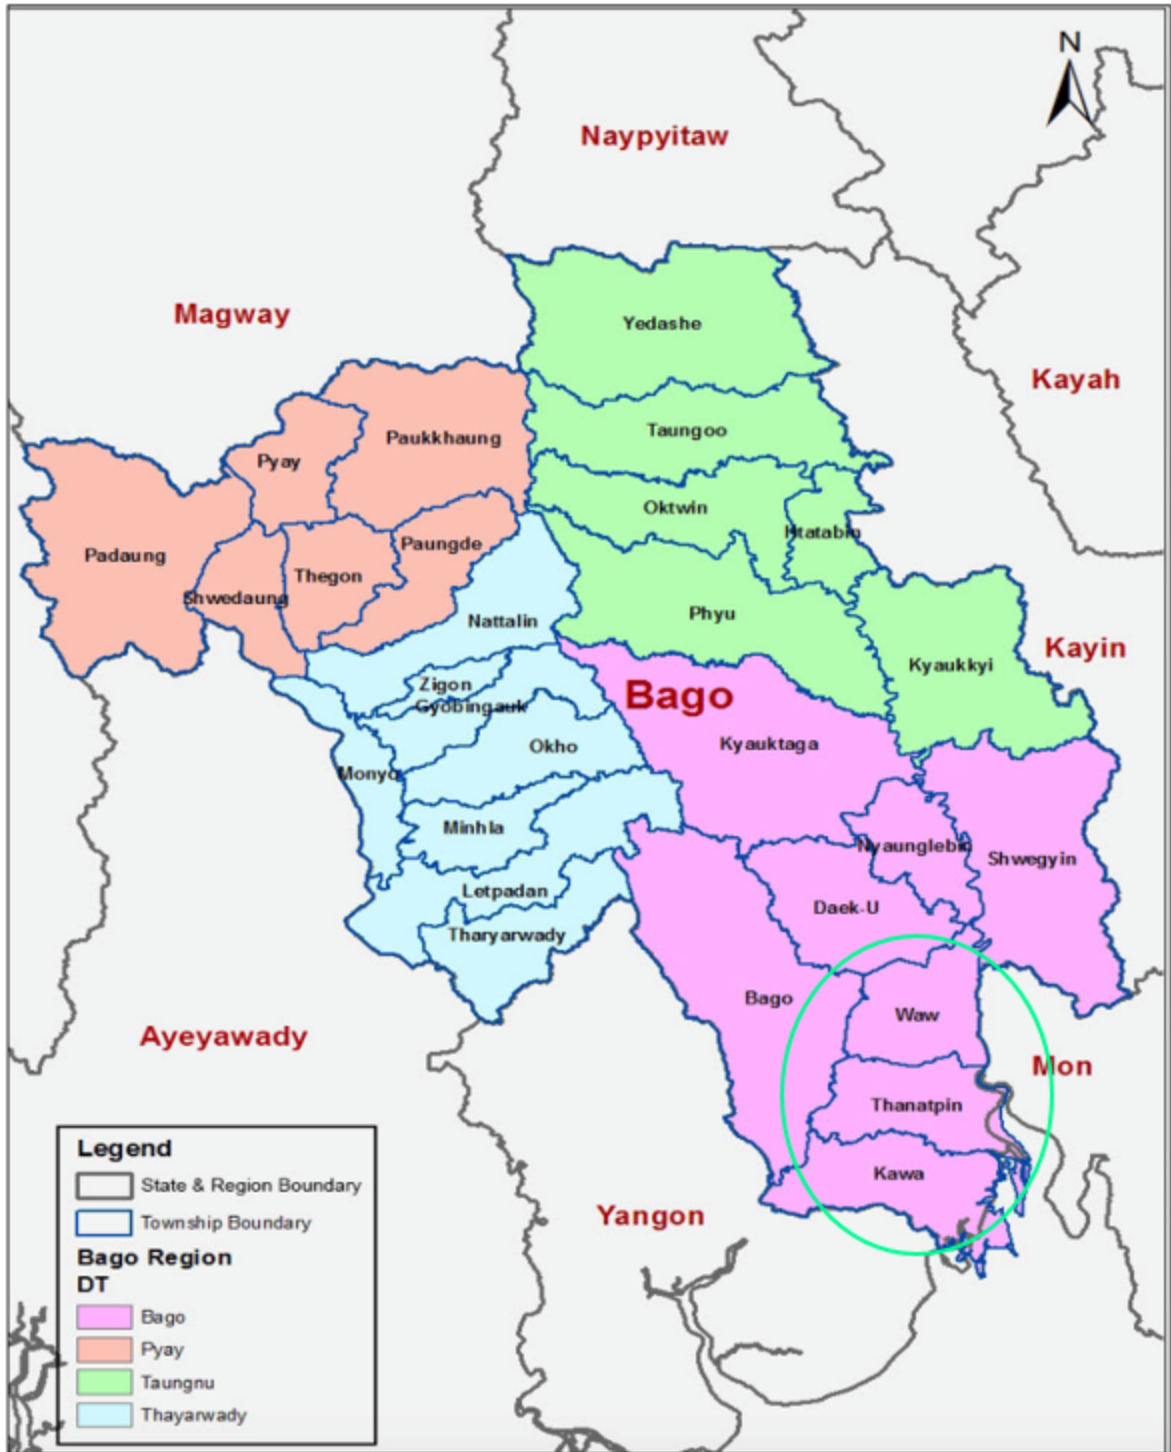 N
Naypyitaw
Magway
Yedashe
Kayah
Taungoo
Paukkhaung
Pyay
Oktwin
Htatabin
Paungde
Padaung
Thegon
Shwedaung
Phyu
Nattalin
Kayin
Kyaukkyi
Zigon
Bago
Gyobingauk
Kyauktaga
Okho
Monyo
Minhla
Nyaunglebin
Shwegyin
Letpadan
Daek-U
Tharyarwady
Bago
Waw
Ayeyawady
Mon
Thanatpin
Kawa
Yangon
Legend
State & Region Boundary
Township Boundary
Bago Region
DT
Bago
Pyay
Taungnu
Thayarwady